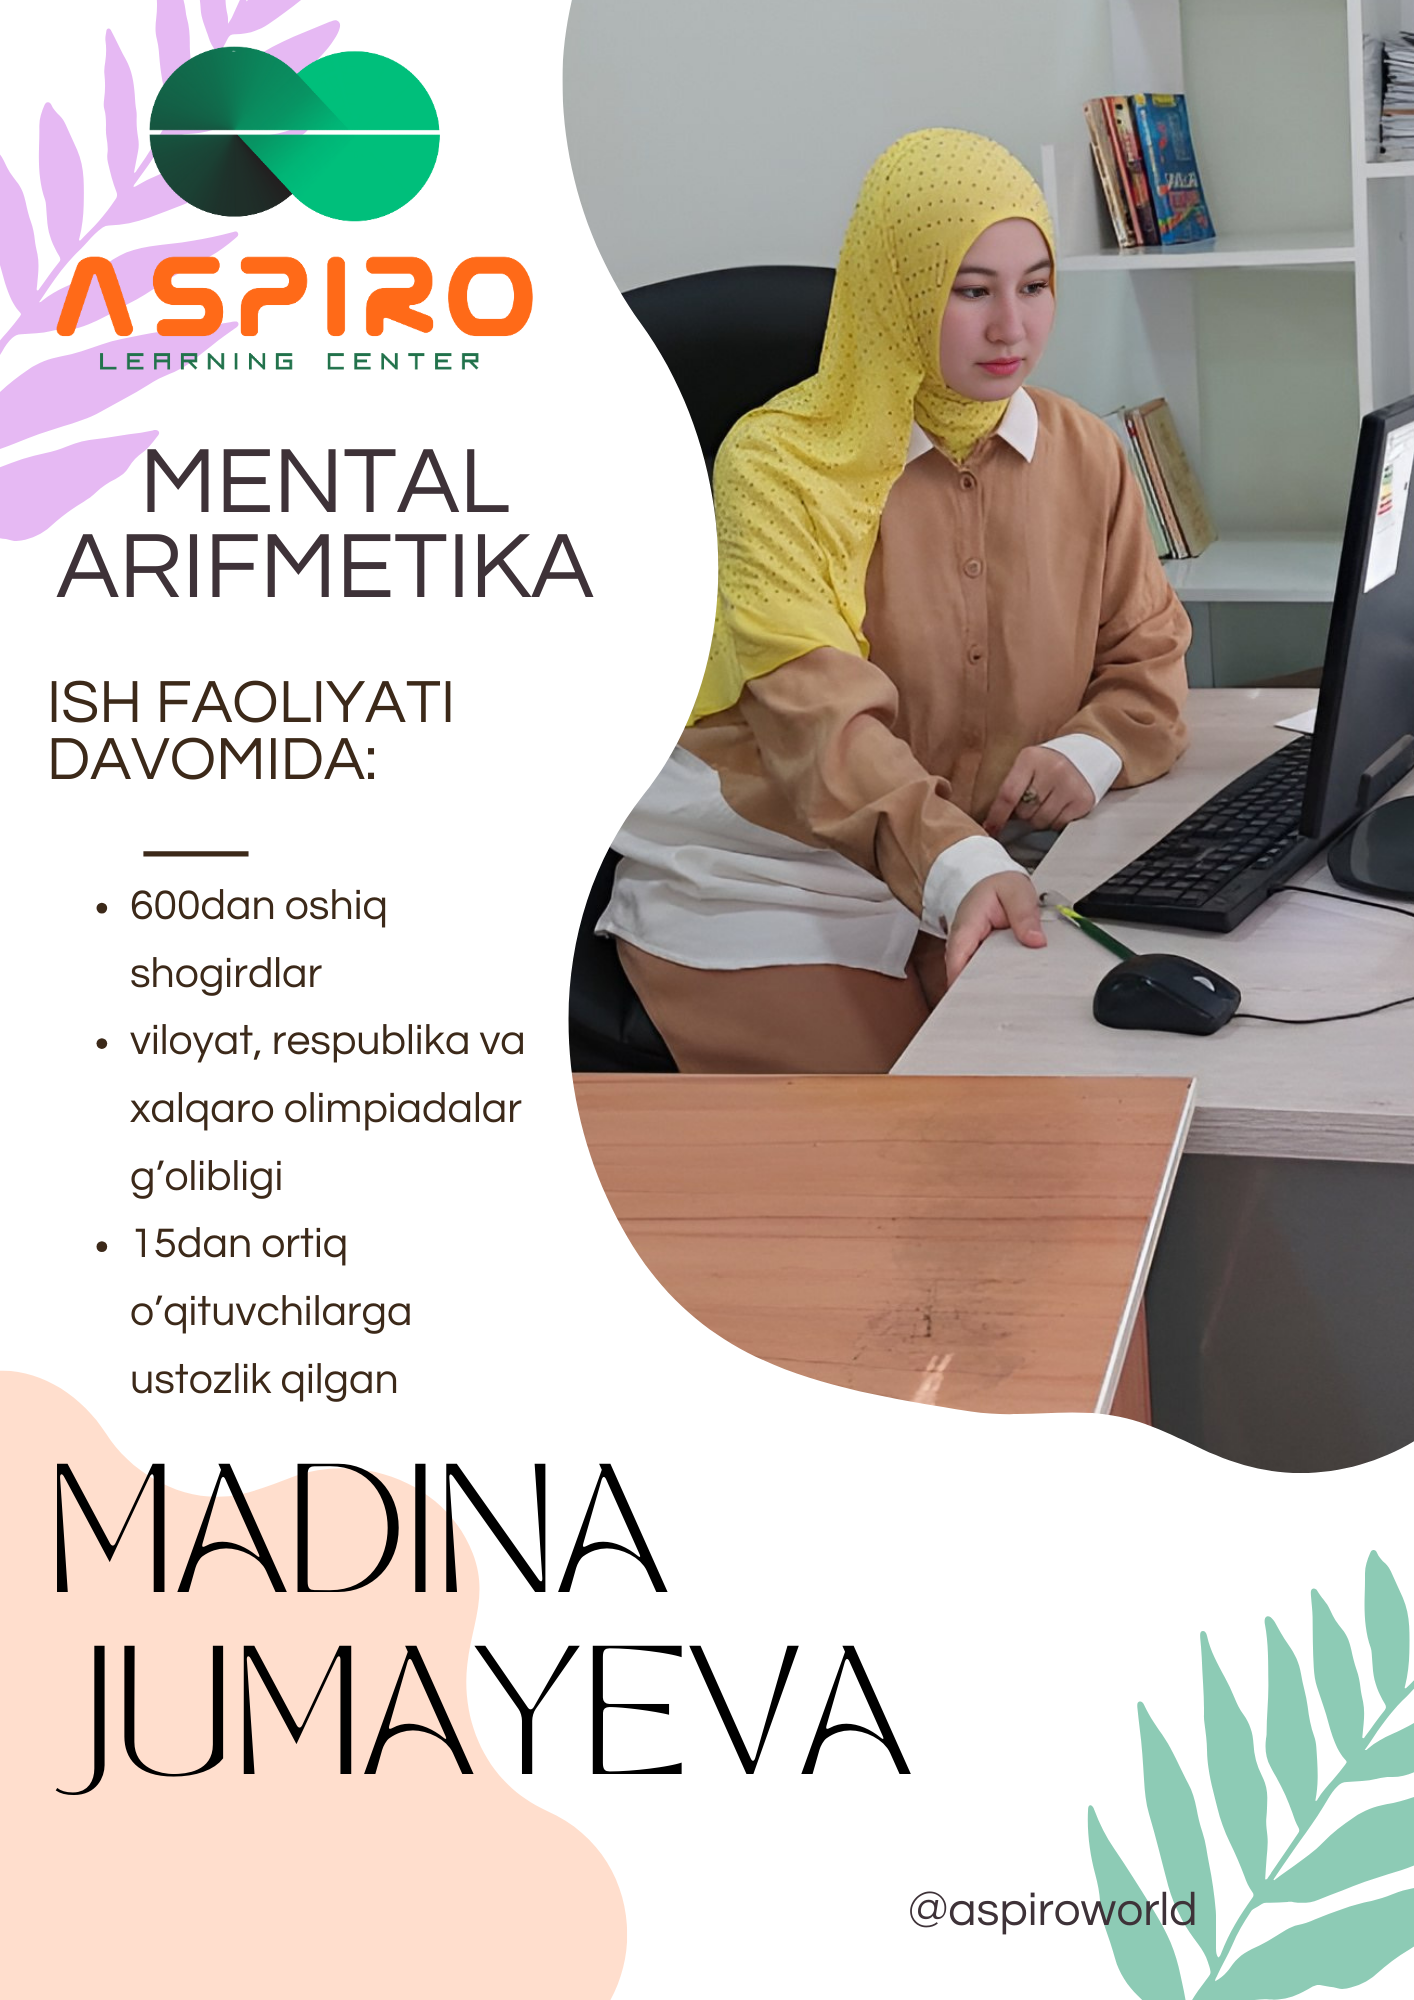 ASPIRO
LEARNING CENTER
MENTAL
ARIFMETIKA
ISH FAOLIYATI
DAVOMIDA:
• 600dan oshiq
shogirdlar
• viloyat, respublika va
xalqaro olimpiadalar
g’olibligi
• 15dan ortiq
o’qituvchilarga
ustozlik qilgan
MADINA
JUMAYEVA
@aspiroworld